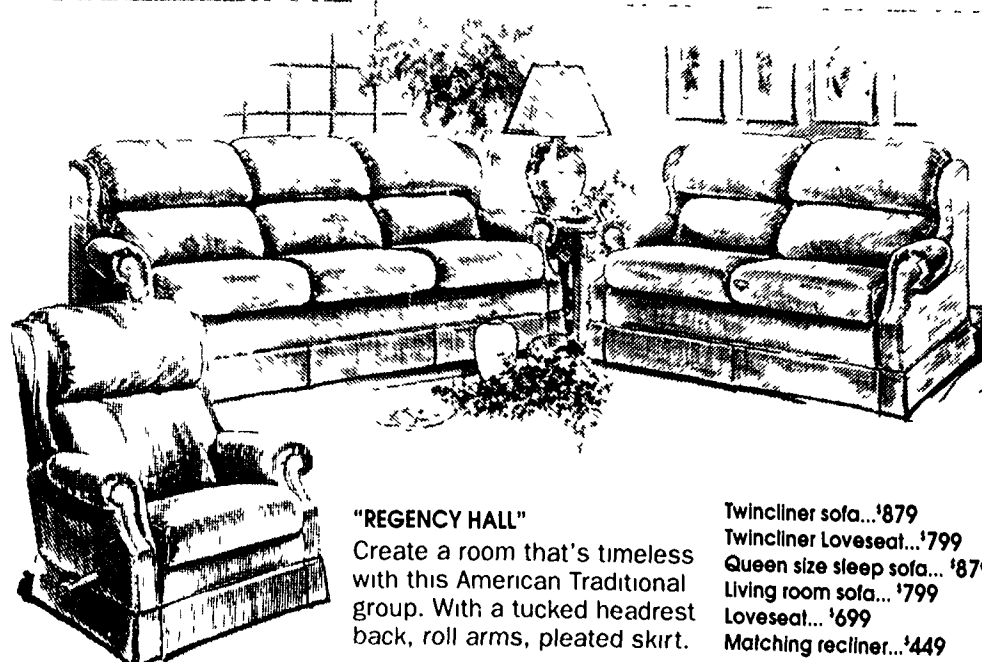 "REGENCY HALL"
Create a room that's timeless
with this American Traditional
group. With a tucked headrest
back, roll arms, pleated skirt.
Twincliner sofa...$879
Twincliner Loveseat...$799
Queen size sleep sofa... $879
Living room sofa... $799
Loveseat... $699
Matching recliner...$449